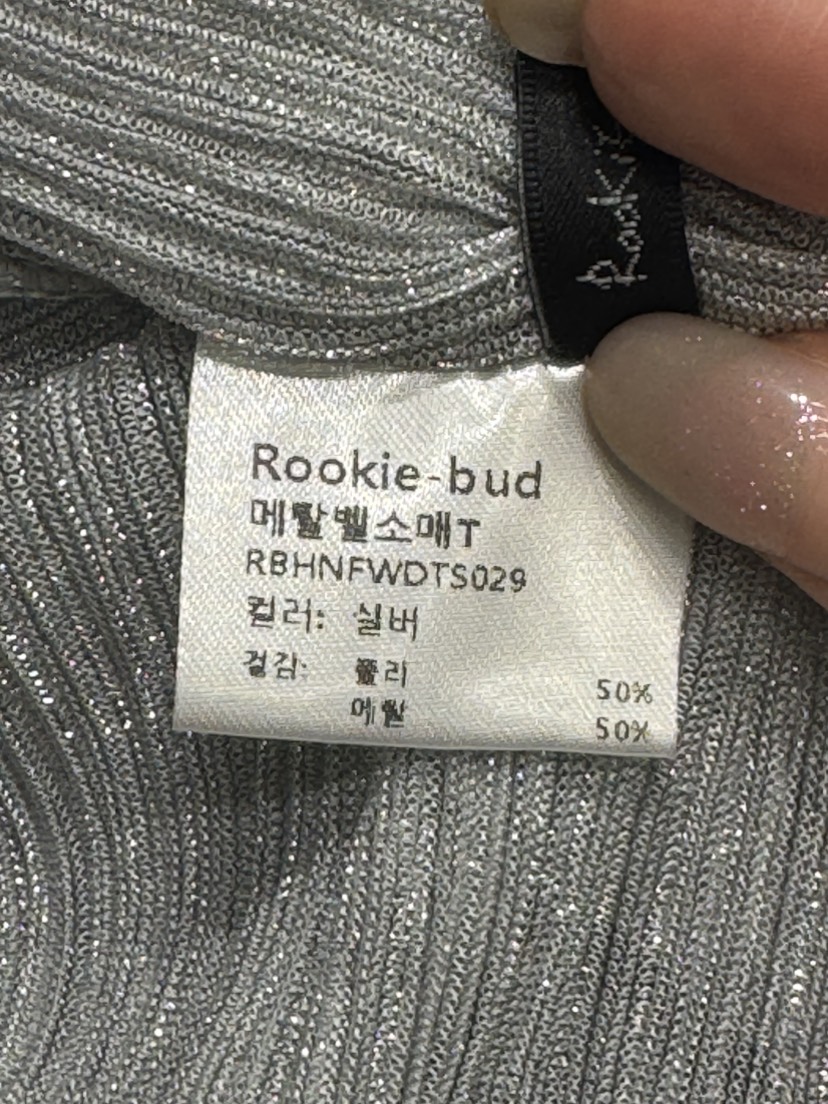 Rookie
Rookie-bud
메탈벨소매T
RBHNFWDTS029
컬러: 실버
겉감: 폴리 50%
메탈 50%